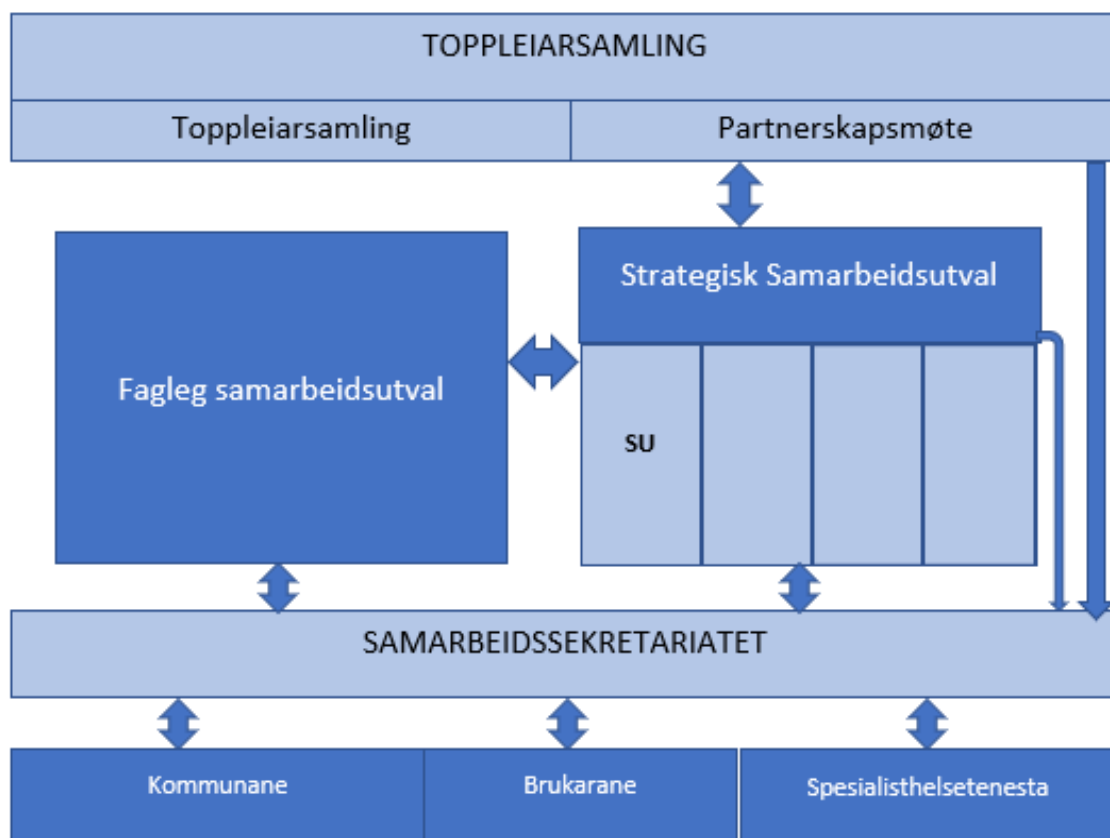 TOPPLEIARSAMLING
Toppleiarsamling
Partnerskapsmøte
Strategisk Samarbeidsutval
Fagleg samarbeidsutval
SU
SAMARBEIDSSEKRETARIATET
Kommunane
Brukarane
Spesialisthelsetenesta